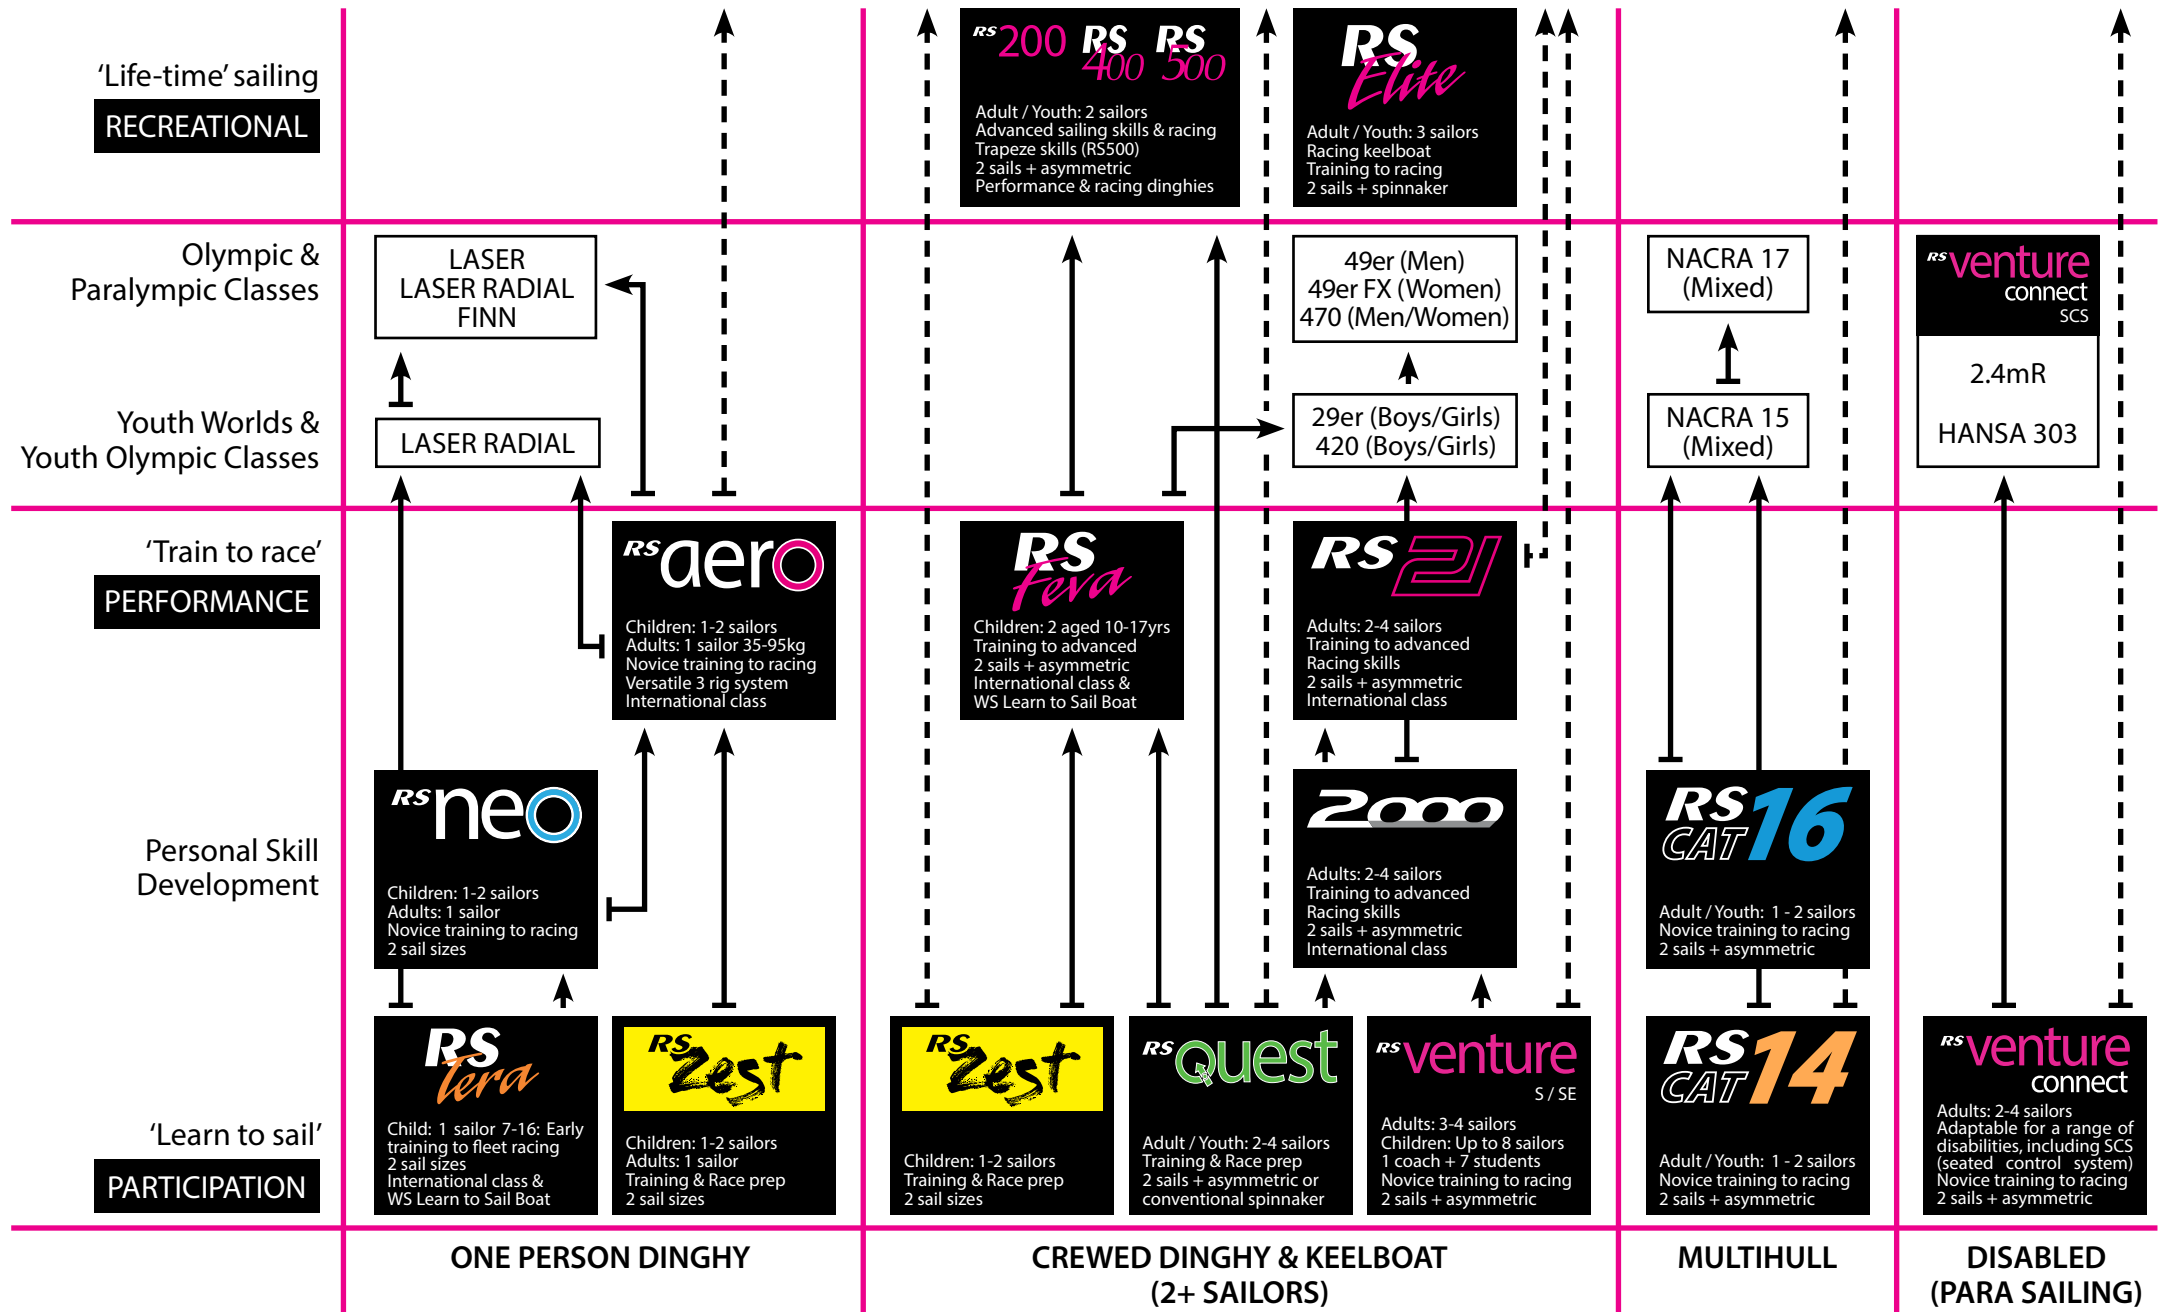 'Life-time' sailing
RECREATIONAL
RS 200 RS 400 RS 500
Adult / Youth: 2 sailors
Advanced sailing skills & racing
Trapeze skills (RS500)
2 sails + asymmetric
Performance & racing dinghies
RS Elite
Adult / Youth: 3 sailors
Racing keelboat
Training to racing
2 sails + spinnaker
Olympic &
Paralympic Classes
LASER
LASER RADIAL
FINN
49er (Men)
49er FX (Women)
470 (Men/Women)
NACRA 17
(Mixed)
RS venture
connect
SCS
2.4mR
HANSA 303
Youth Worlds &
Youth Olympic Classes
LASER RADIAL
29er (Boys/Girls)
420 (Boys/Girls)
NACRA 15
(Mixed)
'Train to race'
PERFORMANCE
RS aero
Children: 1-2 sailors
Adults: 1 sailor 35-95kg
Novice training to racing
Versatile 3 rig system
International class
RS
Feva
Children: 2 aged 10-17yrs
Training to advanced
2 sails + asymmetric
International class &
WS Learn to Sail Boat
RS 21
Adults: 2-4 sailors
Training to advanced
Racing skills
2 sails + asymmetric
International class
Personal Skill
Development
RS neo
Children: 1-2 sailors
Adults: 1 sailor
Novice training to racing
2 sail sizes
2000
Adults: 2-4 sailors
Training to advanced
Racing skills
2 sails + asymmetric
International class
RS
CAT 16
Adult / Youth: 1 - 2 sailors
Novice training to racing
2 sails + asymmetric
'Learn to sail'
PARTICIPATION
RS
Tera
Child: 1 sailor 7-16: Early
training to fleet racing
2 sail sizes
International class &
WS Learn to Sail Boat
RS Zest
Children: 1-2 sailors
Adults: 1 sailor
Training & Race prep
2 sail sizes
RS Zest
Children: 1-2 sailors
Training & Race prep
2 sail sizes
RS Quest
Adult / Youth: 2-4 sailors
Training & Race prep
2 sails + asymmetric or
conventional spinnaker
RS venture
S / SE
Adults: 3-4 sailors
Children: Up to 8 sailors
1 coach + 7 students
Novice training to racing
2 sails + asymmetric
RS
CAT 14
Adult / Youth: 1 - 2 sailors
Novice training to racing
2 sails + asymmetric
RS venture
connect
Adults: 2-4 sailors
Adaptable for a range of
disabilities, including SCS
(seated control system)
Novice training to racing
2 sails + asymmetric
ONE PERSON DINGHY
CREWED DINGHY & KEELBOAT
(2+ SAILORS)
MULTIHULL
DISABLED
(PARA SAILING)